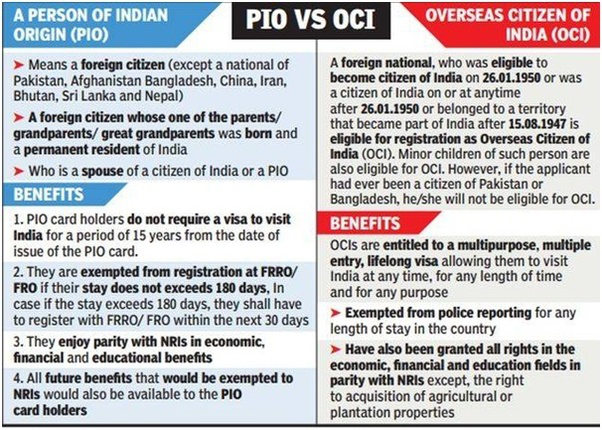 A PERSON OF INDIAN
ORIGIN (PIO)
PIO VS OCI
OVERSEAS CITIZEN OF
INDIA (OCI)
➤ Means a foreign citizen (except a national of
Pakistan, Afghanistan Bangladesh, China, Iran,
Bhutan, Sri Lanka and Nepal)
➤ A foreign citizen whose one of the parents/
grandparents/ great grandparents was born and
a permanent resident of India
➤ Who is a spouse of a citizen of India or a PIO
BENEFITS
1. PIO card holders do not require a visa to visit
India for a period of 15 years from the date of
issue of the PIO card.
2. They are exempted from registration at FRRO/
FRO if their stay does not exceeds 180 days, In
case if the stay exceeds 180 days, they shall have
to register with FRRO/ FRO within the next 30 days
3. They enjoy parity with NRIs in economic,
financial and educational benefits
4. All future benefits that would be exempted to
NRIs would also be available to the PIO
card holders
A foreign national, who was eligible to
become citizen of India on 26.01.1950 or was
a citizen of India on or at anytime
after 26.01.1950 or belonged to a territory
that became part of India after 15.08.1947 is
eligible for registration as Overseas Citizen of
India (OCI). Minor children of such person are
also eligible for OCI. However, if the applicant
had ever been a citizen of Pakistan or
Bangladesh, he/she will not be eligible for OCI.
BENEFITS
OCIs are entitled to a multipurpose, multiple
entry, lifelong visa allowing them to visit
India at any time, for any length of time
and for any purpose
➤ Exempted from police reporting for any
length of stay in the country
➤ Have also been granted all rights in the
economic, financial and education fields in
parity with NRIs except, the right
to acquisition of agricultural or
plantation properties